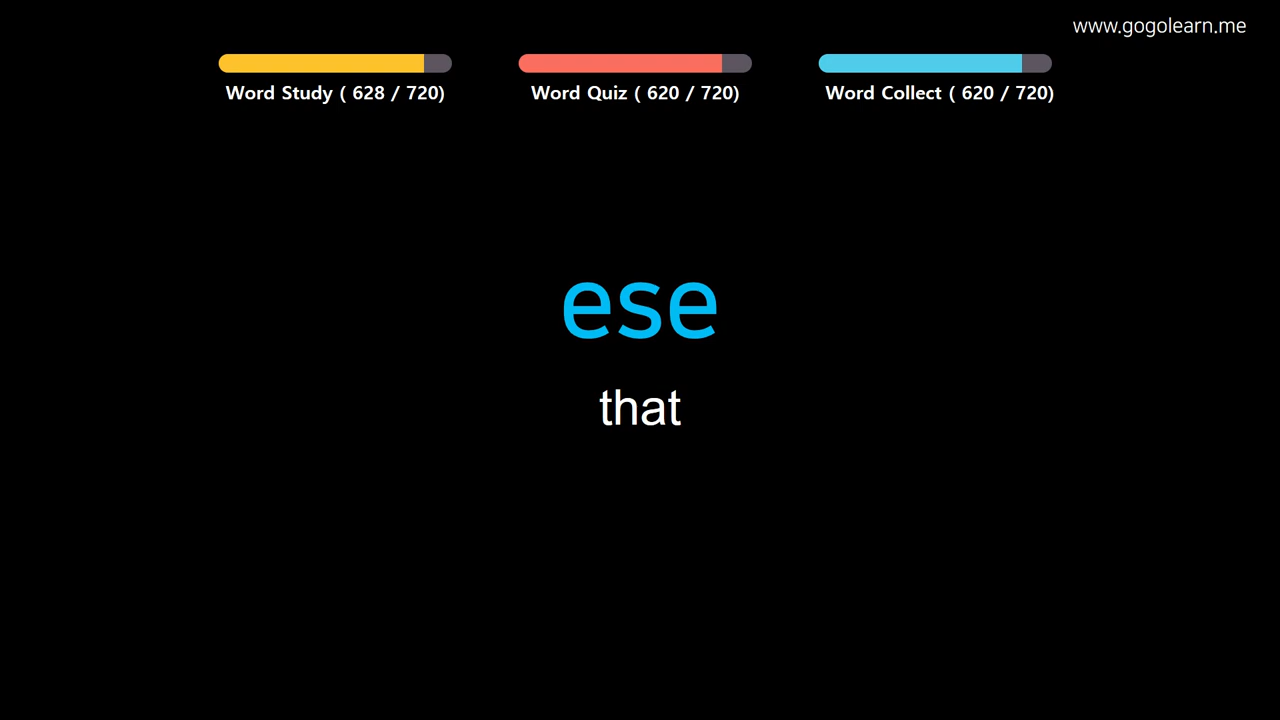 www.gogolearn.me
Word Study ( 628 / 720)
Word Quiz ( 620 / 720)
Word Collect ( 620 / 720)
ese
that